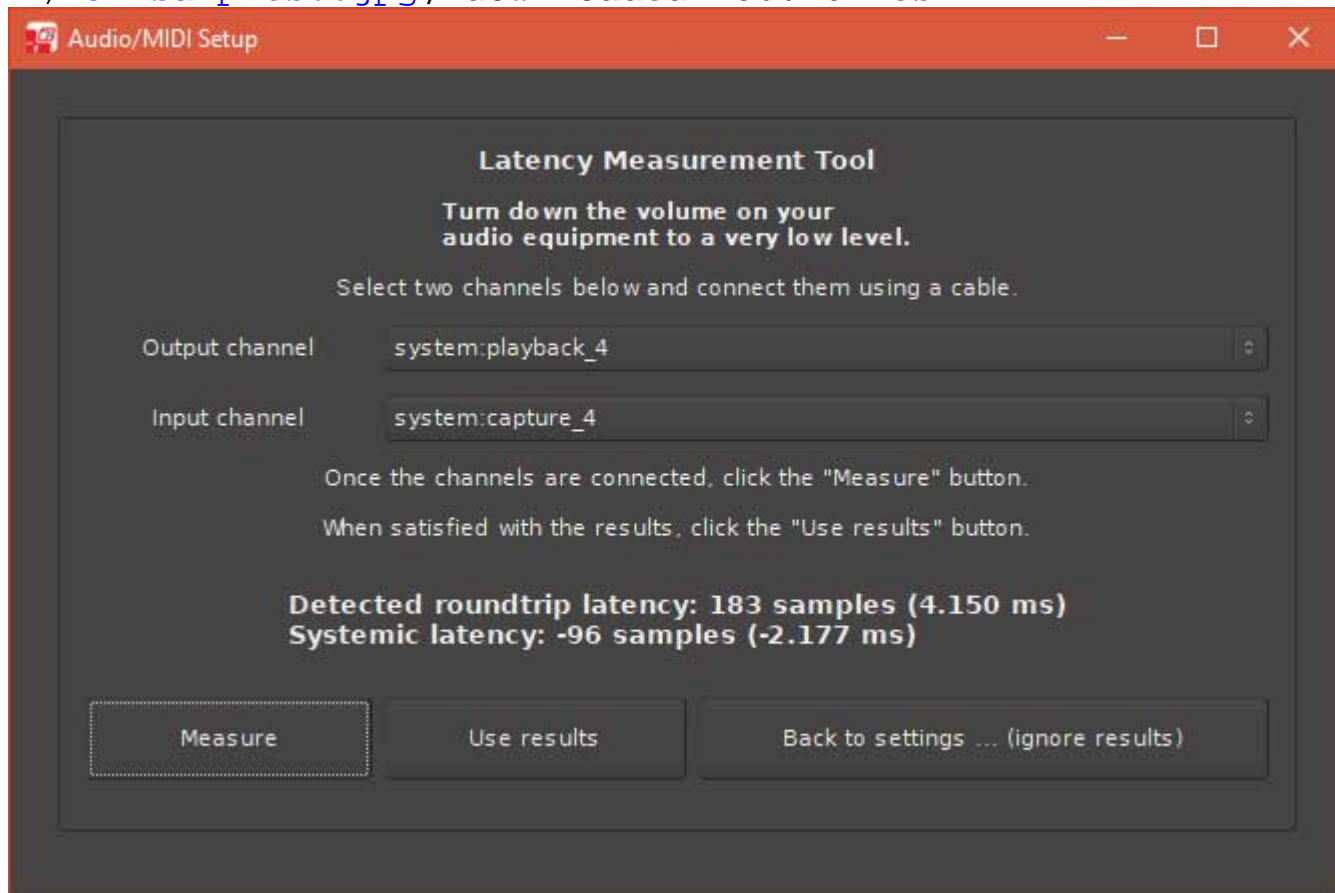 Audio/MIDI Setup
Latency Measurement Tool
Turn down the volume on your
audio equipment to a very low level.
Select two channels below and connect them using a cable.
Output channel system:playback_4
Input channel system:capture_4
Once the channels are connected, click the "Measure" button.
When satisfied with the results, click the "Use results" button.
Detected roundtrip latency: 183 samples (4.150 ms)
Systemic latency: -96 samples (-2.177 ms)
Measure Use results Back to settings ... (ignore results)